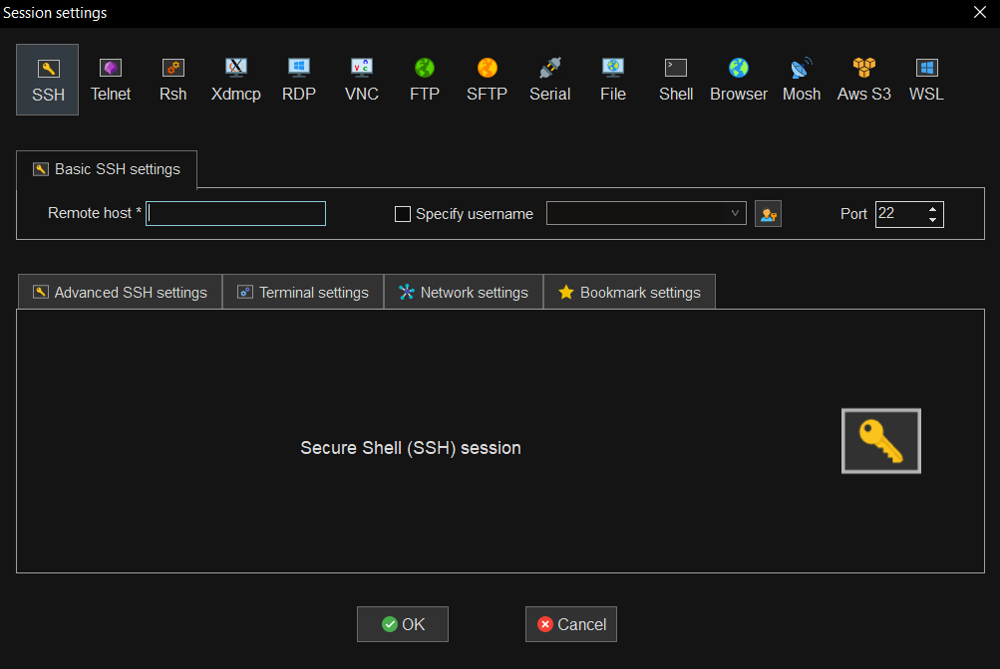 Session settings
SSH Telnet Rsh Xdmcp RDP VNC FTP SFTP Serial File Shell Browser Mosh Aws S3 WSL
Basic SSH settings
Remote host * Specify username Port 22
Advanced SSH settings Terminal settings Network settings Bookmark settings
Secure Shell (SSH) session
OK Cancel